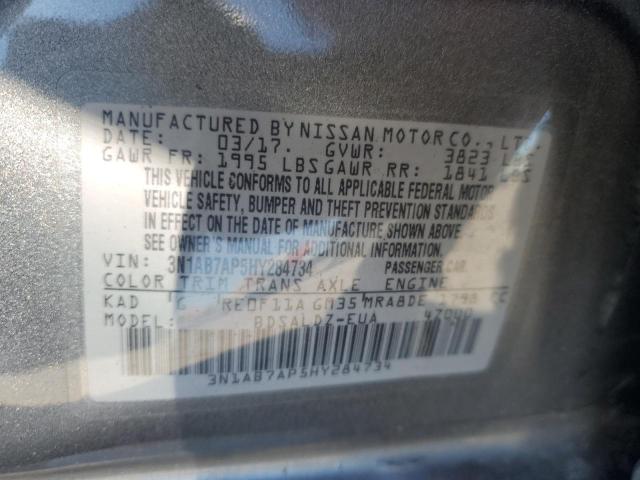 MANUFACTURED BY NISSAN MOTOR CO., LTD.
DATE: 03/17. GVWR: 3823 LBS
GAWR FR: 1995 LBS GAWR RR: 1841 LBS
THIS VEHICLE CONFORMS TO ALL APPLICABLE FEDERAL MOTOR
VEHICLE SAFETY, BUMPER AND THEFT PREVENTION STANDARDS
IN EFFECT ON THE DATE OF MANUFACTURE SHOWN ABOVE.
SEE OWNER'S MANUAL FOR ADDITIONAL INFORMATION.
VIN: 3N1AB7AP5HY284734 PASSENGER CAR
COLOR TRIM TRANS AXLE ENGINE
KAD G RE0F11A GM35 MRA8DE 1798 CC
MODEL: BDSALDZ-EUA
3N1AB7AP5HY284734